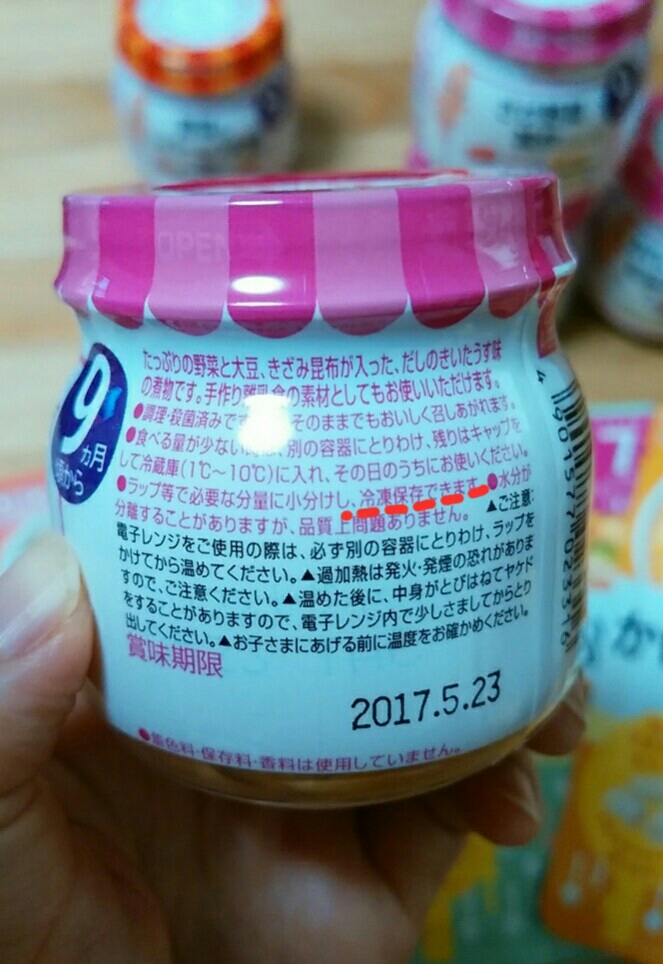 OPEN
9
カ月
頃から
たっぷりの野菜と大豆、きざみ昆布が入った、だしのきいたうす味
の煮物です。手作り離乳食の素材としてもお使いいただけます。
●調理・殺菌済みで そのままでもおいしく召しあがれます。
●食べる量が少ない 別の容器にとりわけ、残りはキャップを
して冷蔵庫(1℃〜10℃)に入れ、その日のうちにお使いください。
●ラップ等で必要な分量に小分けし、冷凍保存できます。●水分が
分離することがありますが、品質上問題ありません。 ▲ご注意:
電子レンジをご使用の際は、必ず別の容器にとりわけ、ラップを
かけてから温めてください。▲過加熱は発火・発煙の恐れがありま
すので、ご注意ください。▲温めた後に、中身がとびはねてヤケド
をすることがありますので、電子レンジ内で少しさましてからとり
出してください。▲お子さまにあげる前に温度をお確かめください。
賞味期限
2017.5.23
●着色料・保存料・香料は使用していません。
4 901577 023346